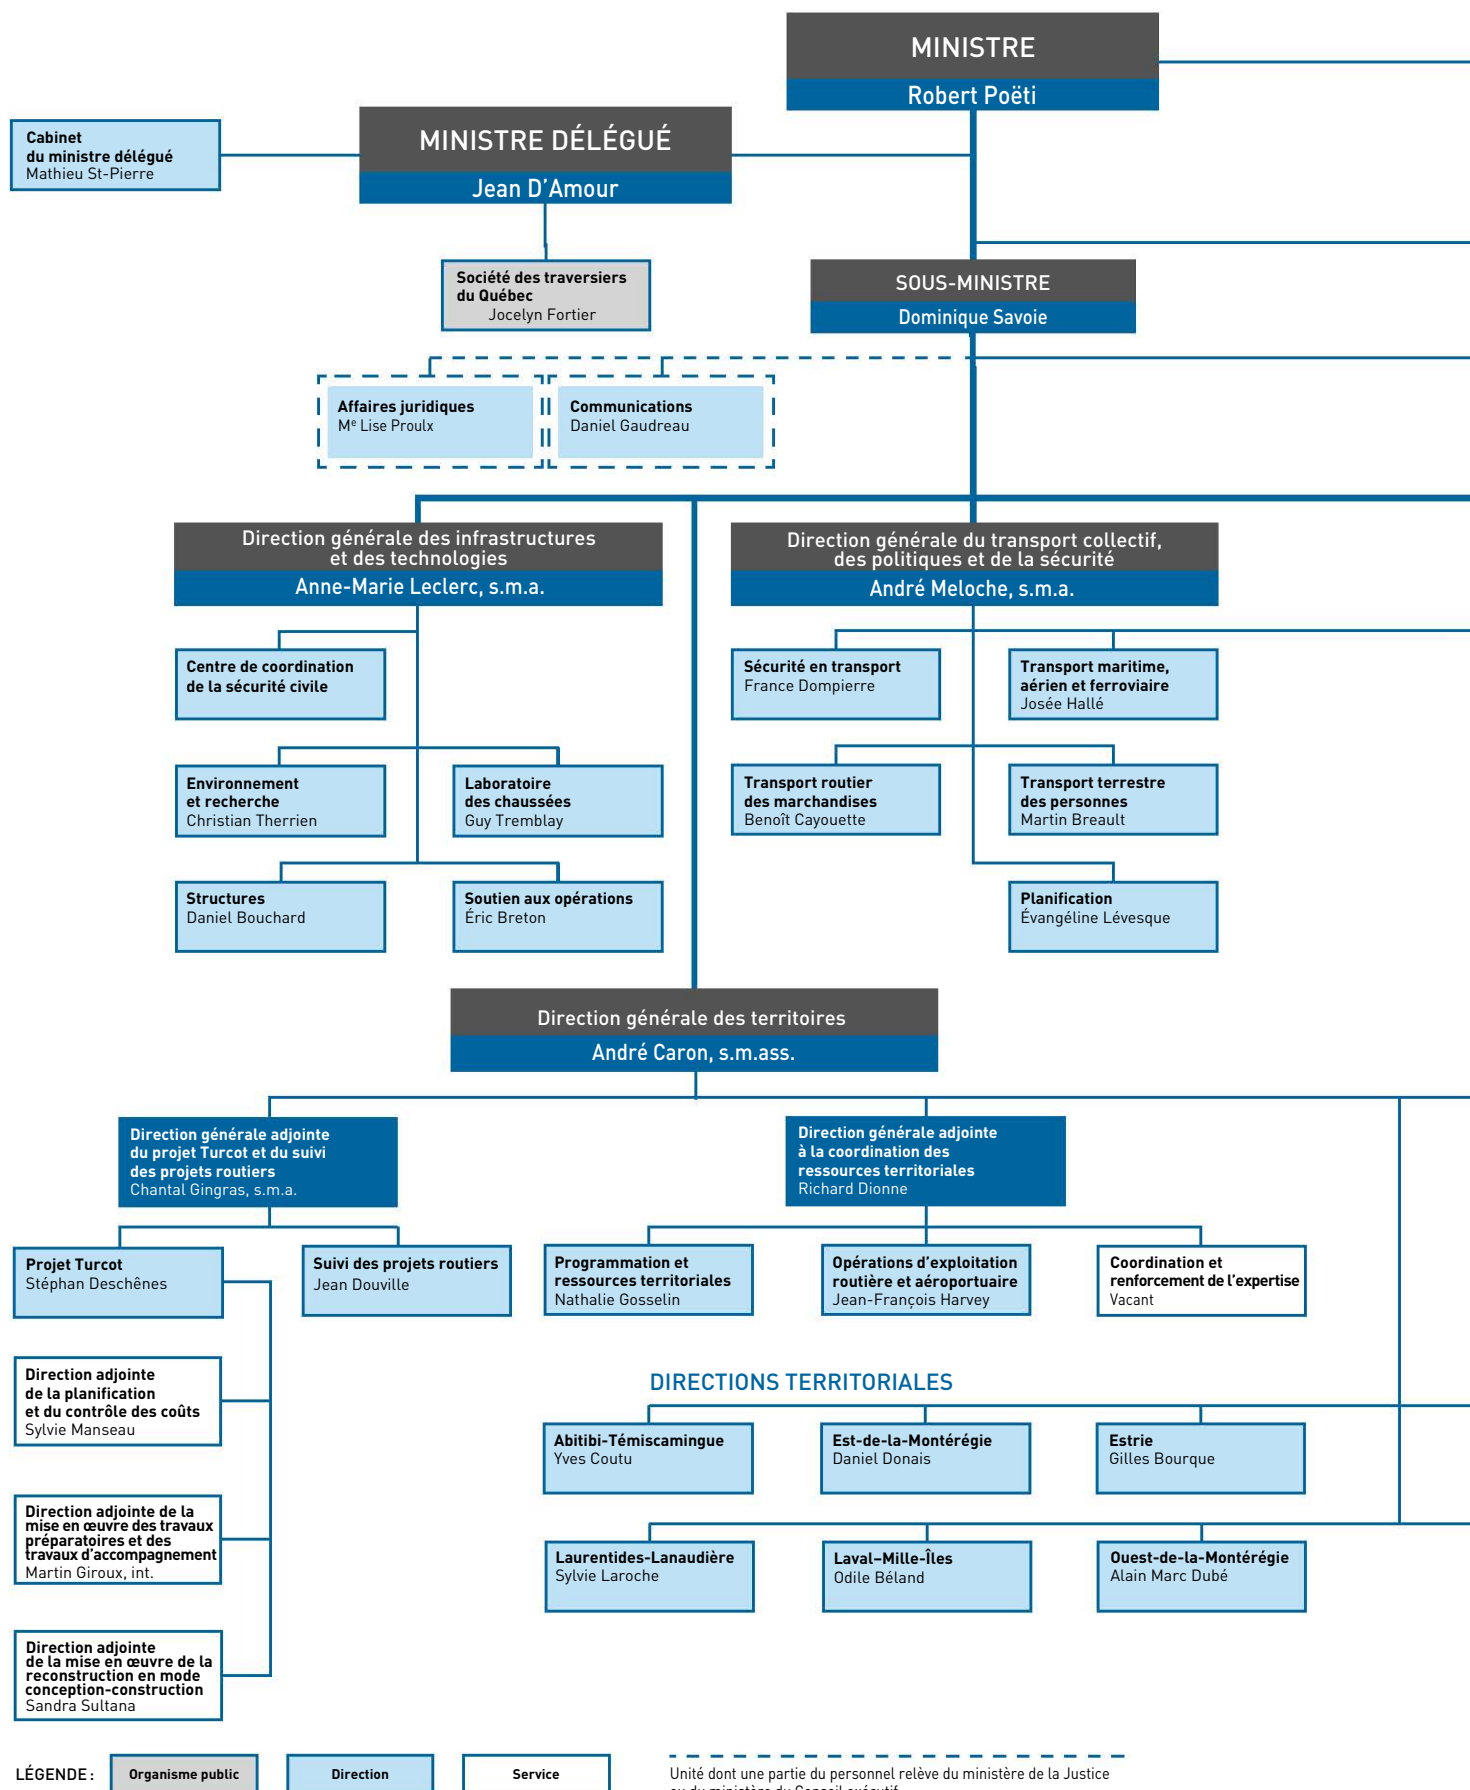 MINISTRE
Robert Poëti
MINISTRE DÉLÉGUÉ
Jean D'Amour
Cabinet
du ministre délégué
Mathieu St-Pierre
Société des traversiers
du Québec
Jocelyn Fortier
SOUS-MINISTRE
Dominique Savoie
Affaires juridiques
Me Lise Proulx
Communications
Daniel Gaudreau
Direction générale des infrastructures
et des technologies
Anne-Marie Leclerc, s.m.a.
Direction générale du transport collectif,
des politiques et de la sécurité
André Meloche, s.m.a.
Centre de coordination
de la sécurité civile
Sécurité en transport
France Dompierre
Transport maritime,
aérien et ferroviaire
Josée Hallé
Environnement
et recherche
Christian Therrien
Laboratoire
des chaussées
Guy Tremblay
Transport routier
des marchandises
Benoît Cayouette
Transport terrestre
des personnes
Martin Breault
Structures
Daniel Bouchard
Soutien aux opérations
Éric Breton
Planification
Évangéline Lévesque
Direction générale des territoires
André Caron, s.m.ass.
Direction générale adjointe
du projet Turcot et du suivi
des projets routiers
Chantal Gingras, s.m.a.
Direction générale adjointe
à la coordination des
ressources territoriales
Richard Dionne
Projet Turcot
Stéphan Deschênes
Suivi des projets routiers
Jean Douville
Programmation et
ressources territoriales
Nathalie Gosselin
Opérations d'exploitation
routière et aéroportuaire
Jean-François Harvey
Coordination et
renforcement de l'expertise
Vacant
Direction adjointe
de la planification
et du contrôle des coûts
Sylvie Manseau
Direction adjointe de la
mise en œuvre des travaux
préparatoires et des
travaux d'accompagnement
Martin Giroux, int.
Direction adjointe
de la mise en œuvre de la
reconstruction en mode
conception-construction
Sandra Sultana
DIRECTIONS TERRITORIALES
Abitibi-Témiscamingue
Yves Coutu
Est-de-la-Montérégie
Daniel Donais
Estrie
Gilles Bourque
Laurentides-Lanaudière
Sylvie Laroche
Laval–Mille-Îles
Odile Béland
Ouest-de-la-Montérégie
Alain Marc Dubé
LÉGENDE :
Organisme public
Direction
Service
Unité dont une partie du personnel relève du ministère de la Justice
ou du ministère du Conseil exécutif